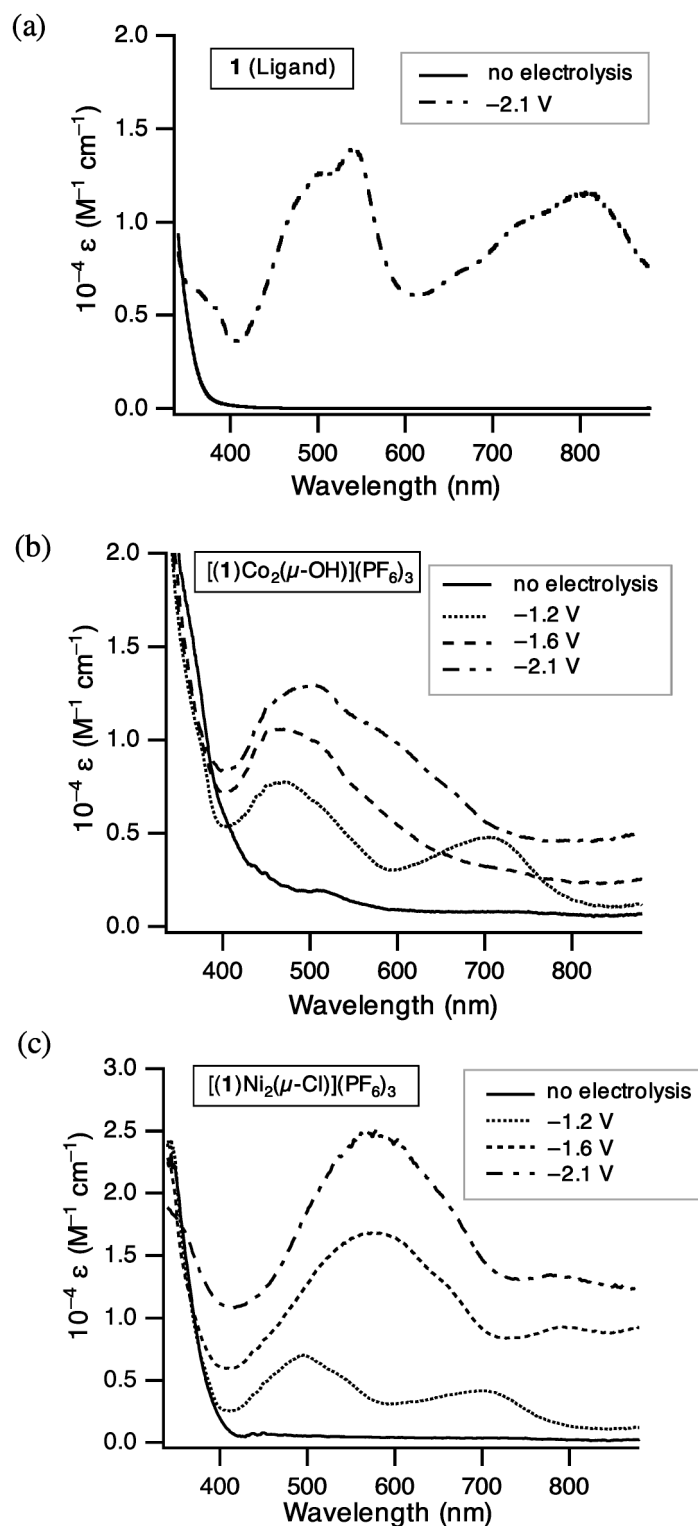 (a)
2.0
1.5
1.0
0.5
0.0
10⁻⁴ ε (M⁻¹ cm⁻¹)
1 (Ligand)
no electrolysis
−2.1 V
400 500 600 700 800
Wavelength (nm)
(b)
2.0
1.5
1.0
0.5
0.0
10⁻⁴ ε (M⁻¹ cm⁻¹)
[(1)Co₂(μ-OH)](PF₆)₃
no electrolysis
−1.2 V
−1.6 V
−2.1 V
400 500 600 700 800
Wavelength (nm)
(c)
3.0
2.5
2.0
1.5
1.0
0.5
0.0
10⁻⁴ ε (M⁻¹ cm⁻¹)
[(1)Ni₂(μ-Cl)](PF₆)₃
no electrolysis
−1.2 V
−1.6 V
−2.1 V
400 500 600 700 800
Wavelength (nm)